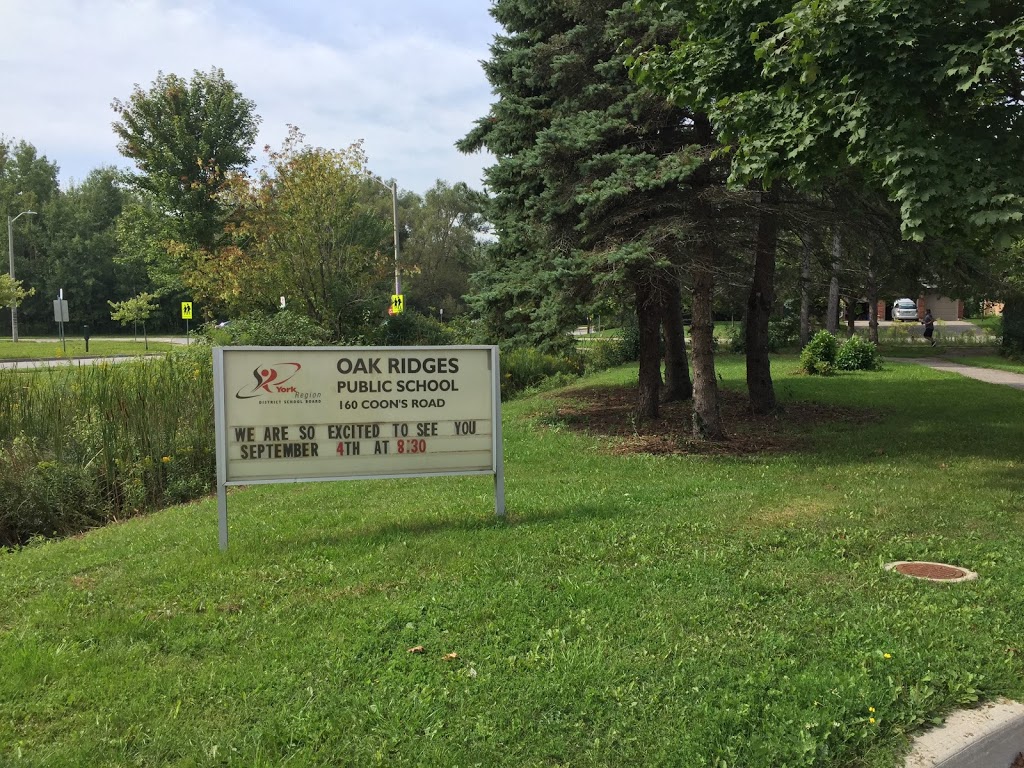 York
Region
DISTRICT SCHOOL BOARD
OAK RIDGES
PUBLIC SCHOOL
160 COON'S ROAD
WE ARE SO EXCITED TO SEE YOU
SEPTEMBER 4TH AT 8:30